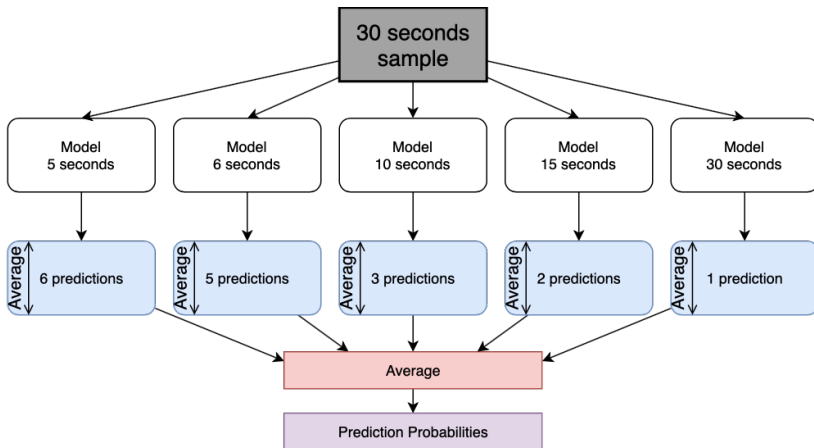 30 seconds
sample
Model
5 seconds
Model
6 seconds
Model
10 seconds
Model
15 seconds
Model
30 seconds
Average
6 predictions
Average
5 predictions
Average
3 predictions
Average
2 predictions
Average
1 prediction
Average
Prediction Probabilities